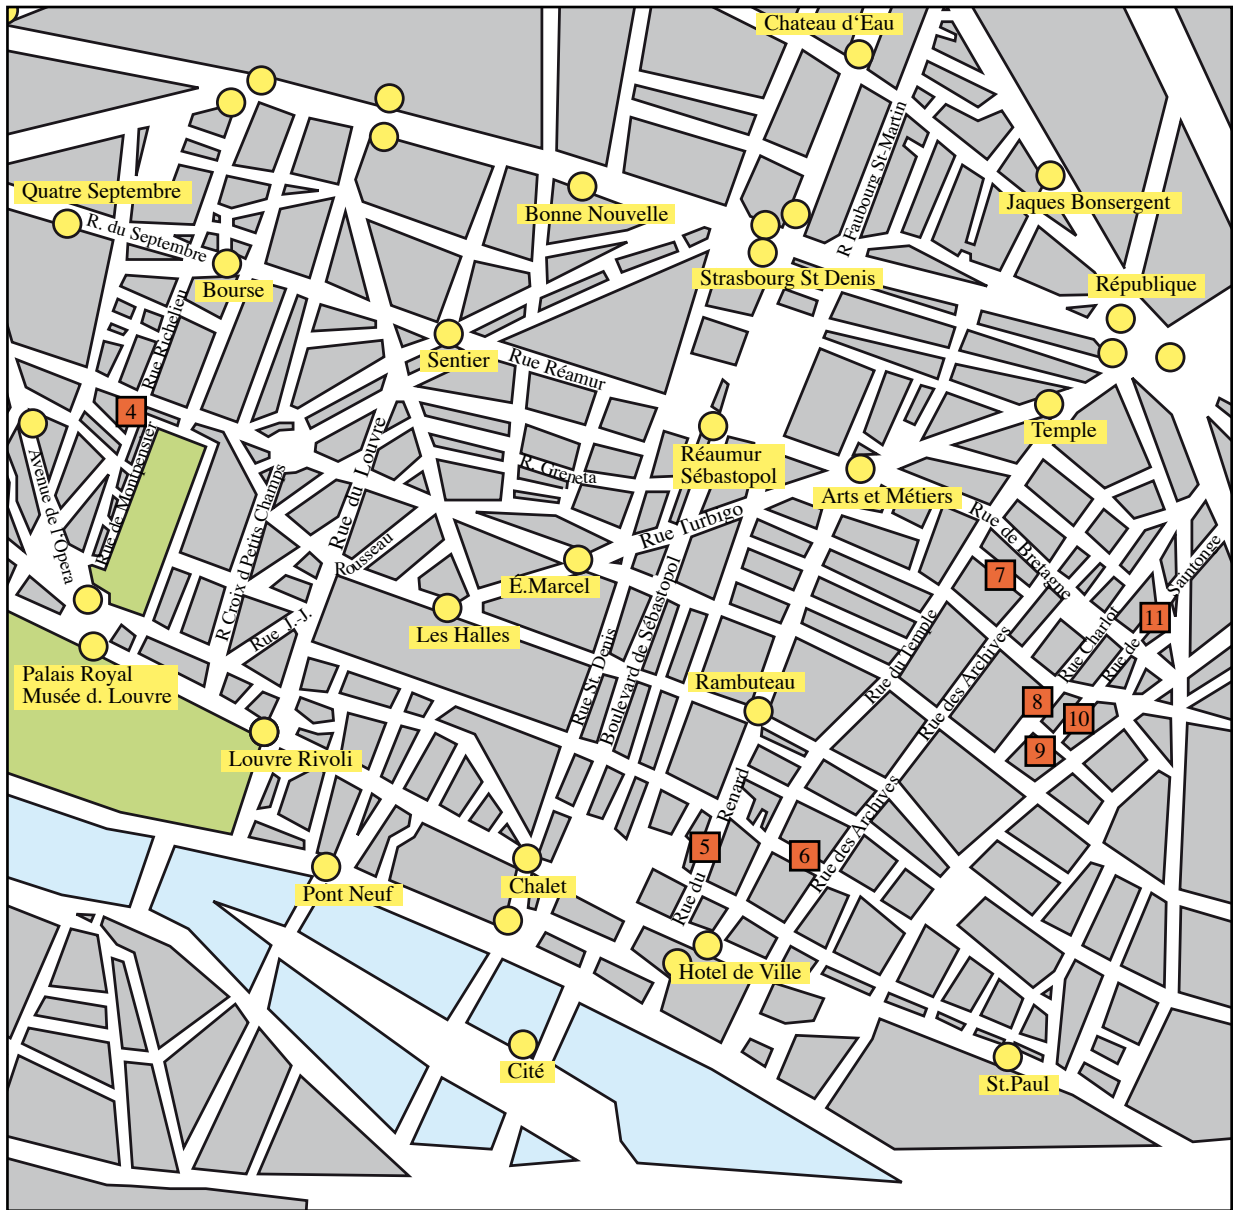 Chateau d‘Eau
R Faubourg St-Martin
Quatre Septembre
R. du Septembre
Bonne Nouvelle
Jaques Bonsergent
Strasbourg St Denis
République
Bourse
Rue Richelieu
Sentier
Rue Réamur
4
Temple
Avenue de l‘Opera
Rue de Montpensier
R Croix d Petits Champs
Rue du Louvre
R. Greneta
Réaumur
Sébastopol
Arts et Métiers
Rue Turbigo
Rue de Bretagne
Rousseau
Rue J.-J.
É.Marcel
7
Saintonge
Rue de
11
Les Halles
Rue Charlot
Rue St. Denis
Boulevard de Sébastopol
Rue du Temple
Rue des Archives
Palais Royal
Musée d. Louvre
Rambuteau
8
10
9
Louvre Rivoli
Renard
Rue du
5
6
Rue des Archives
Pont Neuf
Chalet
Hotel de Ville
Cité
St.Paul